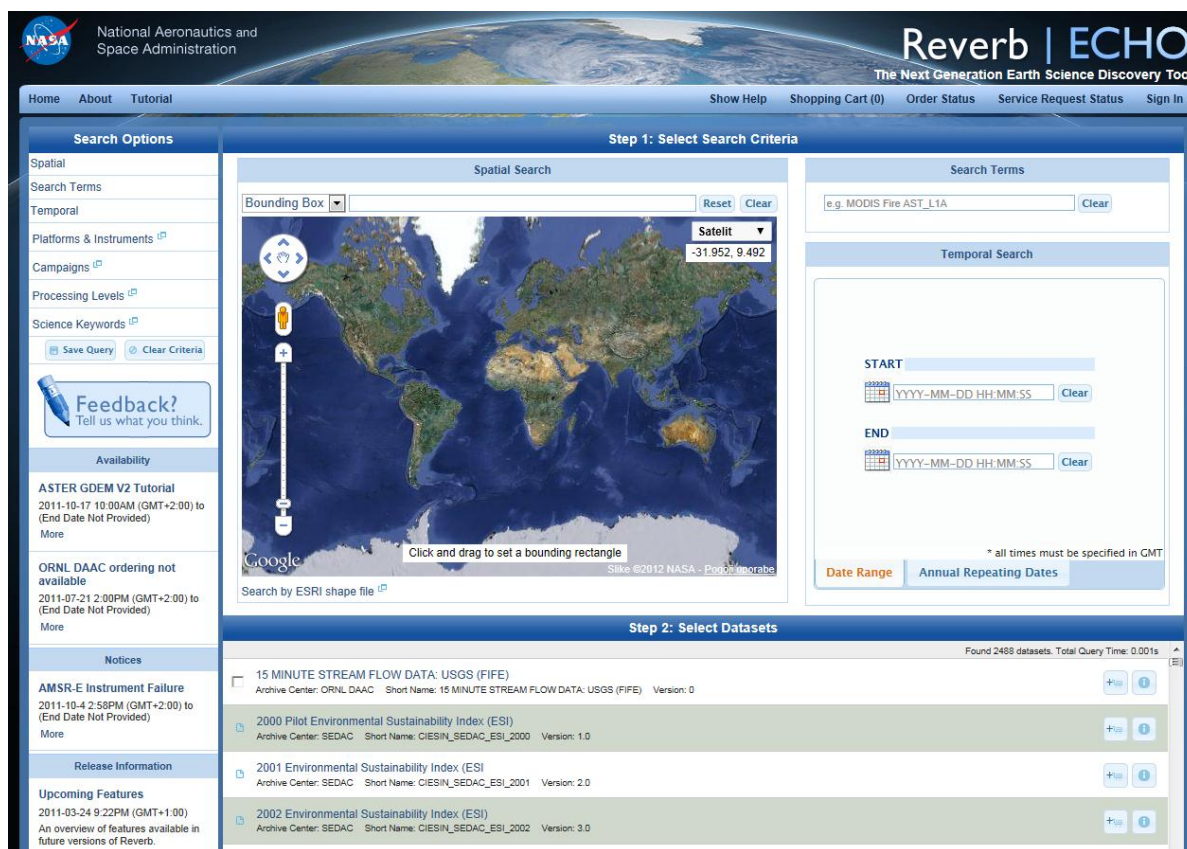 NASA
National Aeronautics and
Space Administration
Reverb | ECHO
The Next Generation Earth Science Discovery Too
Home About Tutorial
Show Help Shopping Cart (0) Order Status Service Request Status Sign In
Search Options
Spatial
Search Terms
Temporal
Platforms & Instruments
Campaigns
Processing Levels
Science Keywords
Save Query Clear Criteria
Feedback?
Tell us what you think.
Availability
ASTER GDEM V2 Tutorial
2011-10-17 10:00AM (GMT+2:00) to
(End Date Not Provided)
More
ORNL DAAC ordering not
available
2011-07-21 2:00PM (GMT+2:00) to
(End Date Not Provided)
More
Notices
AMSR-E Instrument Failure
2011-10-4 2:58PM (GMT+2:00) to
(End Date Not Provided)
More
Release Information
Upcoming Features
2011-03-24 9:22PM (GMT+1:00)
An overview of features available in
future versions of Reverb.
Step 1: Select Search Criteria
Spatial Search
Bounding Box Reset Clear
Satelit
-31.952, 9.492
Click and drag to set a bounding rectangle
Google
Slike ©2012 NASA - Pogoji uporabe
Search by ESRI shape file
Search Terms
e.g. MODIS Fire AST_L1A Clear
Temporal Search
START
YYYY-MM-DD HH:MM:SS Clear
END
YYYY-MM-DD HH:MM:SS Clear
* all times must be specified in GMT
Date Range Annual Repeating Dates
Step 2: Select Datasets
Found 2488 datasets. Total Query Time: 0.001s
15 MINUTE STREAM FLOW DATA: USGS (FIFE)
Archive Center: ORNL DAAC Short Name: 15 MINUTE STREAM FLOW DATA: USGS (FIFE) Version: 0
2000 Pilot Environmental Sustainability Index (ESI)
Archive Center: SEDAC Short Name: CIESIN_SEDAC_ESI_2000 Version: 1.0
2001 Environmental Sustainability Index (ESI
Archive Center: SEDAC Short Name: CIESIN_SEDAC_ESI_2001 Version: 2.0
2002 Environmental Sustainability Index (ESI)
Archive Center: SEDAC Short Name: CIESIN_SEDAC_ESI_2002 Version: 3.0